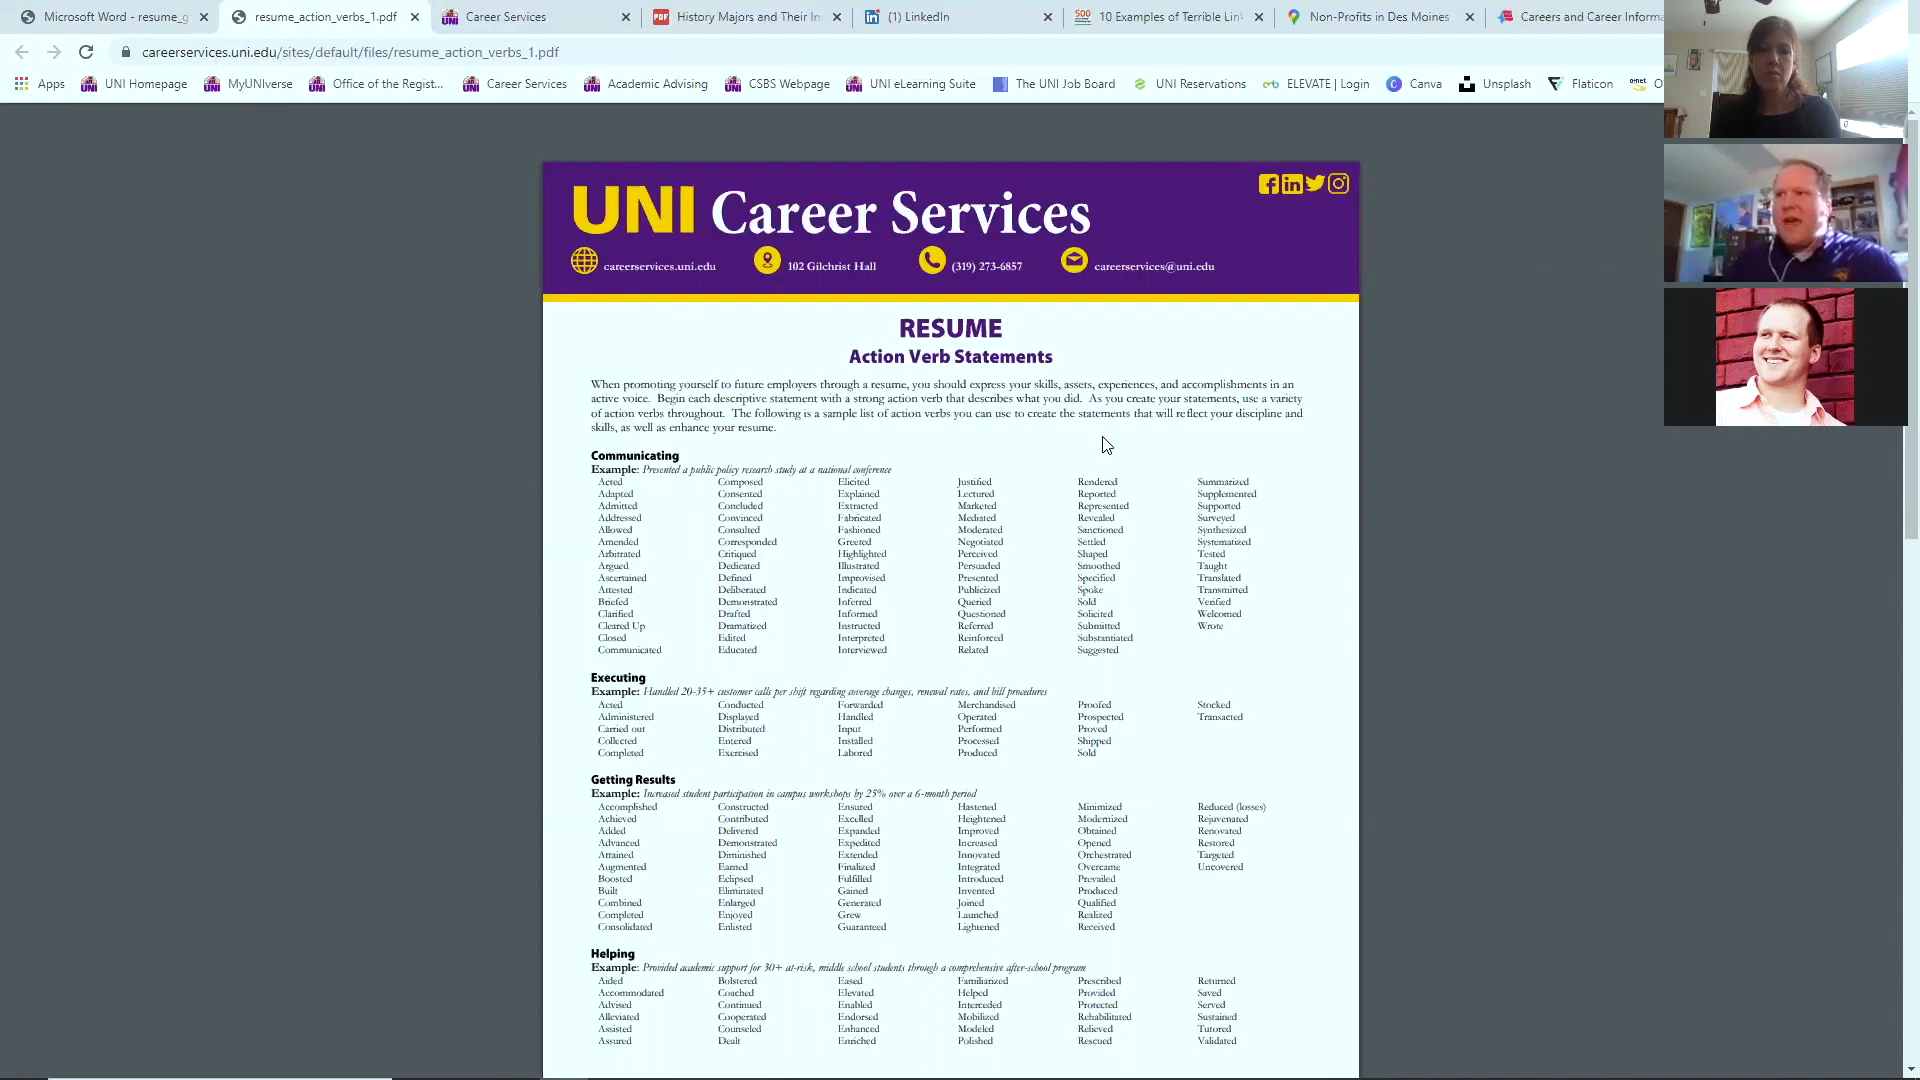 Microsoft Word - resume_g
resume_action_verbs_1.pdf
Career Services
History Majors and Their In
(1) LinkedIn
10 Examples of Terrible Link
Non-Profits in Des Moines
Careers and Career Informa
careerservices.uni.edu/sites/default/files/resume_action_verbs_1.pdf
Apps UNI Homepage MyUNIverse Office of the Regist... Career Services Academic Advising CSBS Webpage UNI eLearning Suite The UNI Job Board UNI Reservations ELEVATE | Login Canva Unsplash Flaticon O
UNI Career Services
careerservices.uni.edu 102 Gilchrist Hall (319) 273-6857 careerservices@uni.edu
RESUME
Action Verb Statements
When promoting yourself to future employers through a resume, you should express your skills, assets, experiences, and accomplishments in an
active voice. Begin each descriptive statement with a strong action verb that describes what you did. As you create your statements, use a variety
of action verbs throughout. The following is a sample list of action verbs you can use to create the statements that will reflect your discipline and
skills, as well as enhance your resume.
Communicating
Example: Presented a public policy research study at a national conference
Acted Composed Elicited Justified Rendered Summarized
Adapted Consented Explained Lectured Reported Supplemented
Admitted Concluded Extracted Marketed Represented Supported
Addressed Convinced Fabricated Mediated Revealed Surveyed
Allowed Consulted Fashioned Moderated Sanctioned Synthesized
Amended Corresponded Greeted Negotiated Settled Systematized
Arbitrated Critiqued Highlighted Perceived Shaped Tested
Argued Dedicated Illustrated Persuaded Smoothed Taught
Ascertained Defined Improvised Presented Specified Translated
Attested Deliberated Indicated Publicized Spoke Transmitted
Briefed Demonstrated Inferred Queried Sold Verified
Clarified Drafted Informed Questioned Solicited Welcomed
Cleared Up Dramatized Instructed Referred Submitted Wrote
Closed Edited Interpreted Reinforced Substantiated
Communicated Educated Interviewed Related Suggested
Executing
Example: Handled 20-35+ customer calls per shift regarding coverage changes, renewal rates, and bill procedures
Acted Conducted Forwarded Merchandised Proofed Stocked
Administered Displayed Handled Operated Prospected Transacted
Carried out Distributed Input Performed Proved
Collected Entered Installed Processed Shipped
Completed Exercised Labored Produced Sold
Getting Results
Example: Increased student participation in campus workshops by 25% over a 6-month period
Accomplished Constructed Ensured Hastened Minimized Reduced (losses)
Achieved Contributed Excelled Heightened Modernized Rejuvenated
Added Delivered Expanded Improved Obtained Renovated
Advanced Demonstrated Expedited Increased Opened Restored
Attained Diminished Extended Innovated Orchestrated Targeted
Augmented Earned Finalized Integrated Overcame Uncovered
Boosted Eclipsed Fulfilled Introduced Prevailed
Built Eliminated Gained Invented Produced
Combined Enlarged Generated Joined Qualified
Completed Enjoyed Grew Launched Realized
Consolidated Enlisted Guaranteed Lightened Received
Helping
Example: Provided academic support for 30+ at-risk, middle school students through a comprehensive after-school program
Aided Bolstered Eased Familiarized Prescribed Returned
Accommodated Coached Elevated Helped Provided Saved
Advised Continued Enabled Interceded Protected Served
Alleviated Cooperated Endorsed Mobilized Rehabilitated Sustained
Assisted Counseled Enhanced Modeled Relieved Tutored
Assured Dealt Enriched Polished Rescued Validated